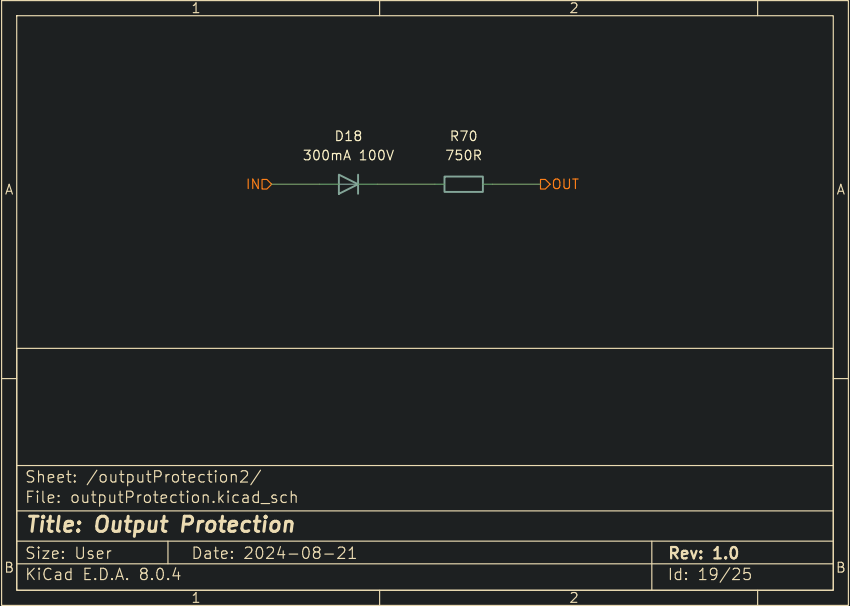 1 2
D18 R70
300mA 100V 750R
IN OUT
A A
Sheet: /outputProtection2/
File: outputProtection.kicad_sch
Title: Output Protection
Size: User Date: 2024-08-21 Rev: 1.0
B B
KiCad E.D.A. 8.0.4 Id: 19/25
1 2